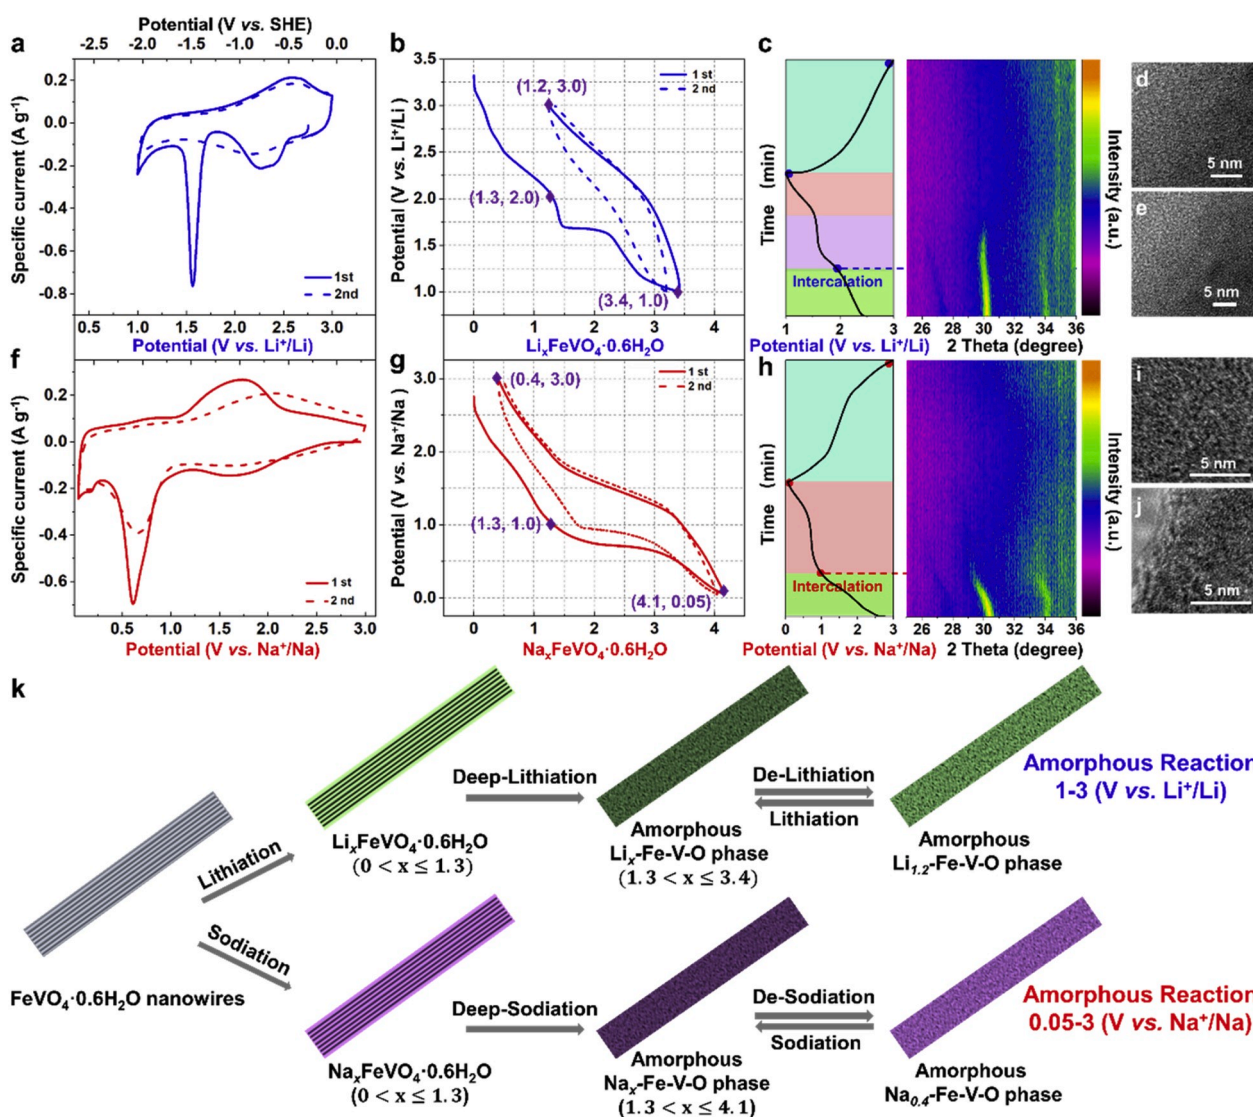 a
Potential (V vs. SHE)
-2.5 -2.0 -1.5 -1.0 -0.5 0.0
Specific current (A g⁻¹)
0.2
0.0
-0.2
-0.4
-0.6
-0.8
1st
2nd
0.5 1.0 1.5 2.0 2.5 3.0
Potential (V vs. Li⁺/Li)
b
Potential (V vs. Li⁺/Li)
3.5
3.0
2.5
2.0
1.5
1.0
1 st
2 nd
(1.2, 3.0)
(1.3, 2.0)
(3.4, 1.0)
0 1 2 3 4
LiₓFeVO₄·0.6H₂O
c
Time (min)
Intercalation
1 2 3
Potential (V vs. Li⁺/Li)
26 28 30 32 34 36
2 Theta (degree)
Intensity (a.u.)
d
5 nm
e
5 nm
f
Specific current (A g⁻¹)
0.2
0.0
-0.2
-0.4
-0.6
1 st
2 nd
0.5 1.0 1.5 2.0 2.5 3.0
Potential (V vs. Na⁺/Na)
g
Potential (V vs. Na⁺/Na)
3.0
2.0
1.0
0.0
1 st
2 nd
(0.4, 3.0)
(1.3, 1.0)
(4.1, 0.05)
0 1 2 3 4
NaₓFeVO₄·0.6H₂O
h
Time (min)
Intercalation
0 1 2 3
Potential (V vs. Na⁺/Na)
26 28 30 32 34 36
2 Theta (degree)
Intensity (a.u.)
i
5 nm
j
5 nm
k
FeVO₄·0.6H₂O nanowires
Lithiation
LiₓFeVO₄·0.6H₂O
(0 < x ≤ 1.3)
Deep-Lithiation
Amorphous
Liₓ-Fe-V-O phase
(1.3 < x ≤ 3.4)
De-Lithiation
Lithiation
Amorphous
Li₁.₂-Fe-V-O phase
Amorphous Reaction
1-3 (V vs. Li⁺/Li)
Sodiation
NaₓFeVO₄·0.6H₂O
(0 < x ≤ 1.3)
Deep-Sodiation
Amorphous
Naₓ-Fe-V-O phase
(1.3 < x ≤ 4.1)
De-Sodiation
Sodiation
Amorphous
Na₀.₄-Fe-V-O phase
Amorphous Reaction
0.05-3 (V vs. Na⁺/Na)